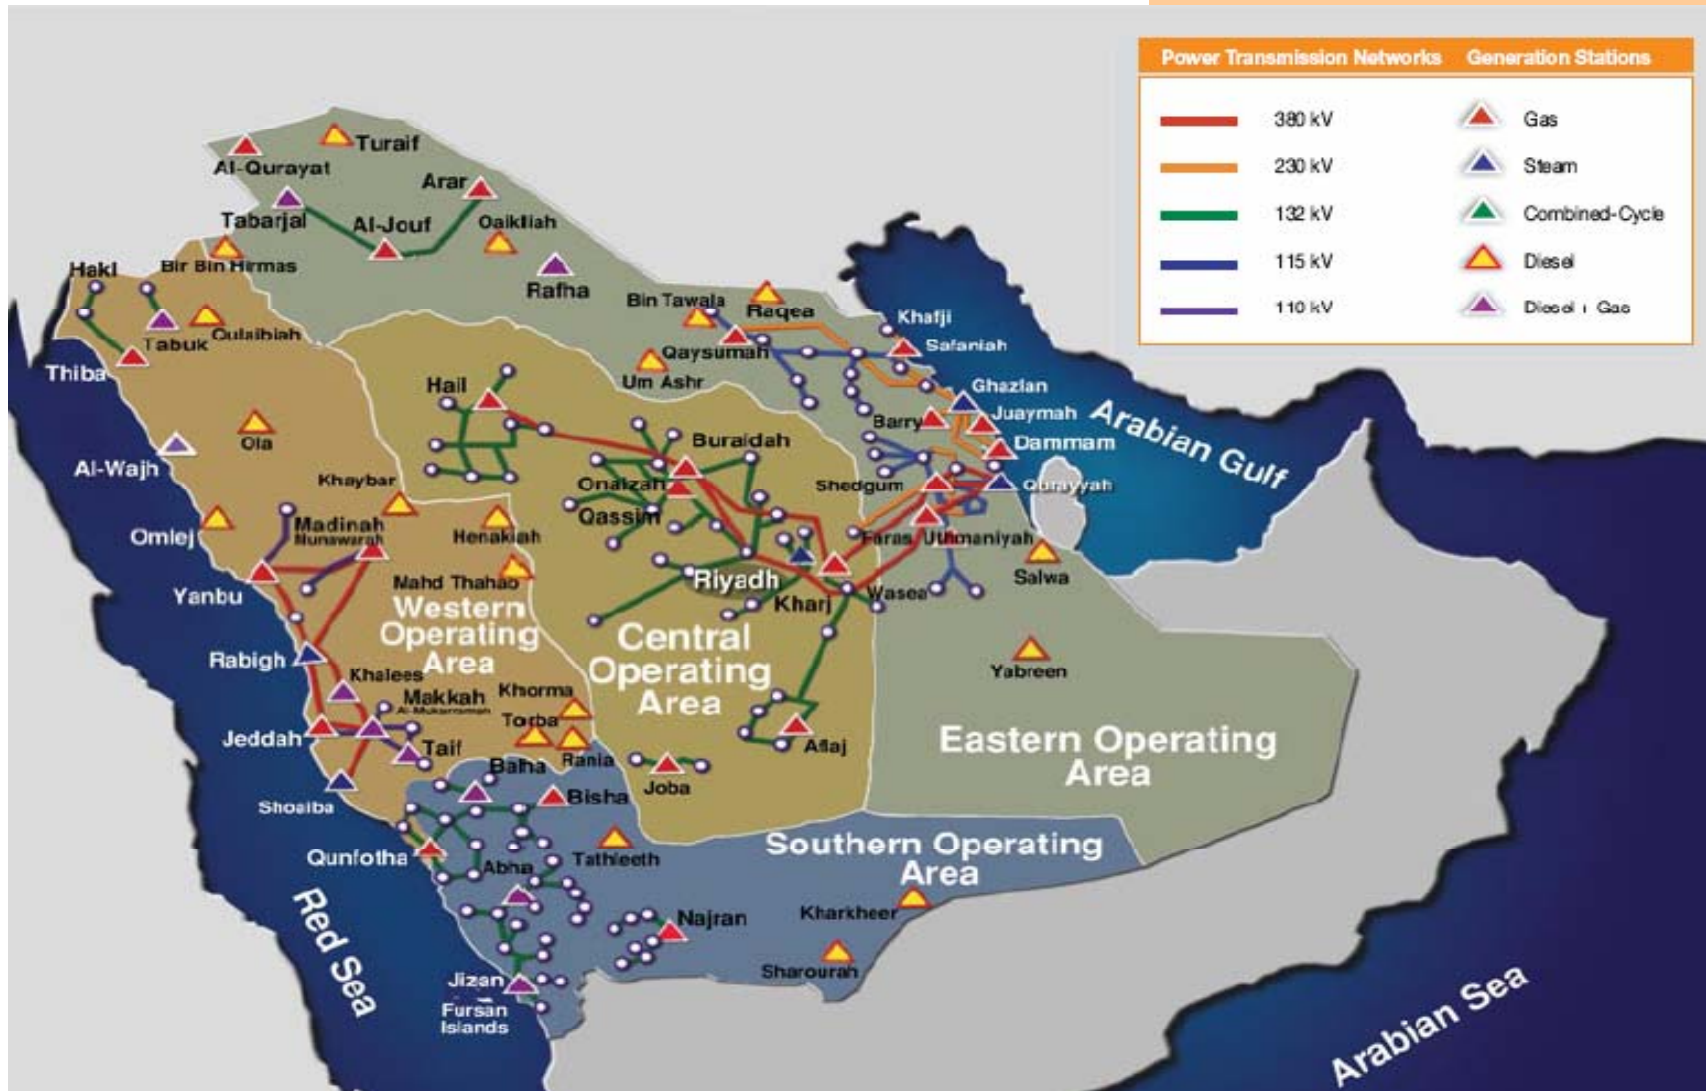 Power Transmission Networks Generation Stations
380 kV Gas
230 kV Steam
132 kV Combined-Cycle
115 kV Diesel
110 kV Diesel + Gas
Turaif
Al-Qurayat
Arar
Tabarjal
Al-Jouf
Bir Bin Hirmas
Rafha
Hakl
Bin Tawala
Raqea
Khafji
Qulaibiah
Tabuk
Qaysumah
Safaniah
Thiba
Um Ashr
Hail
Ghazlan
Juaymah
Barry
Ola
Buraidah
Dammam
Arabian Gulf
Al-Wajh
Khaybar
Onaizah
Shedgum
Qurayyah
Qassim
Omlej
Madinah
Munawarah
Henakiah
Faras
Uthmaniyah
Mahd Thahab
Riyadh
Salwa
Yanbu
Kharj
Wasea
Western
Operating
Area
Central
Operating
Area
Rabigh
Khalees
Yabreen
Makkah
Al-Mukarramah
Khorma
Torba
Jeddah
Taif
Rania
Aflaj
Eastern Operating
Area
Baha
Joba
Bisha
Shoaiba
Qunfotha
Abha
Tathleeth
Southern Operating
Area
Red Sea
Najran
Kharkheer
Sharourah
Jizan
Fursan
Islands
Arabian Sea